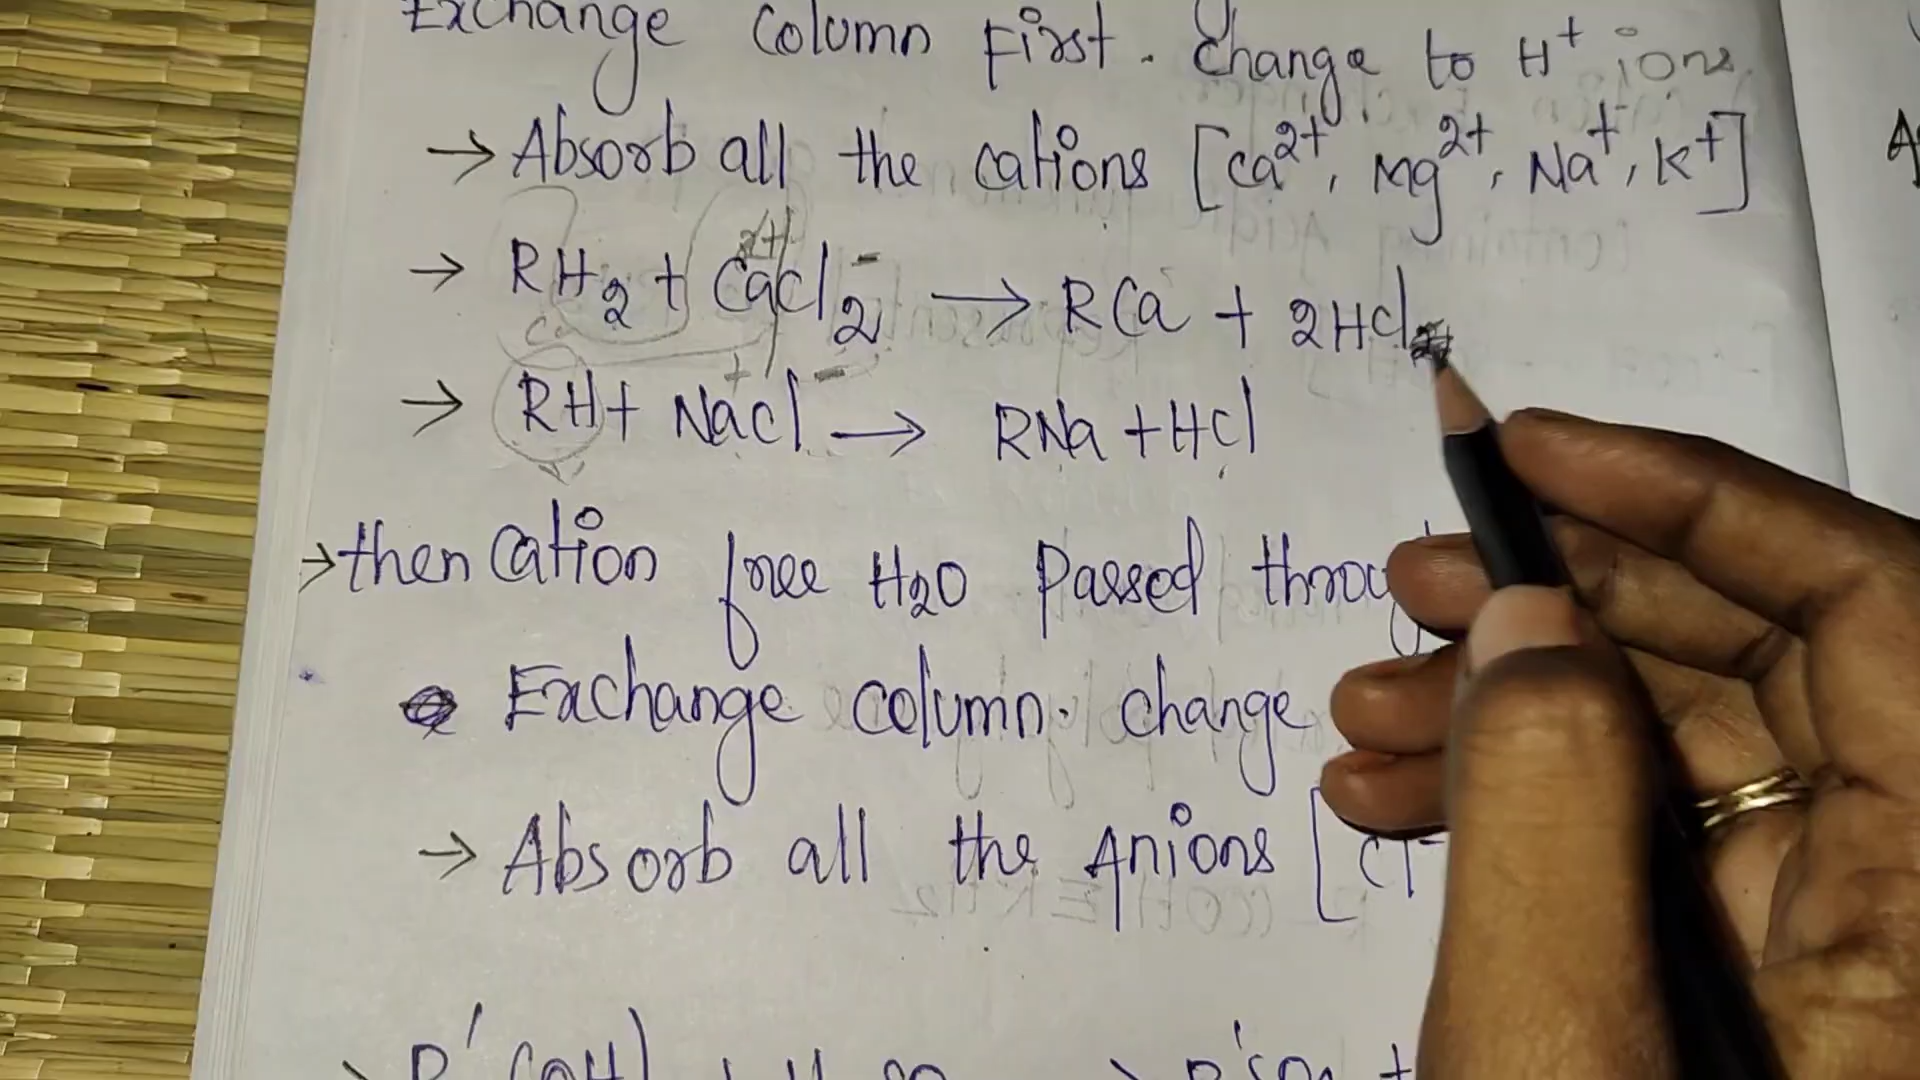 Exchange Column First. Change to H+ ions
→ Absorb all the cations [Ca2+, Mg2+, Na+, K+]
→ RH2 + CaCl2 → RCa + 2HCl
→ RH + NaCl → RNa + HCl
→ then Cation free H2O Passed
Exchange column. change
→ Absorb all the Anions [Cl-